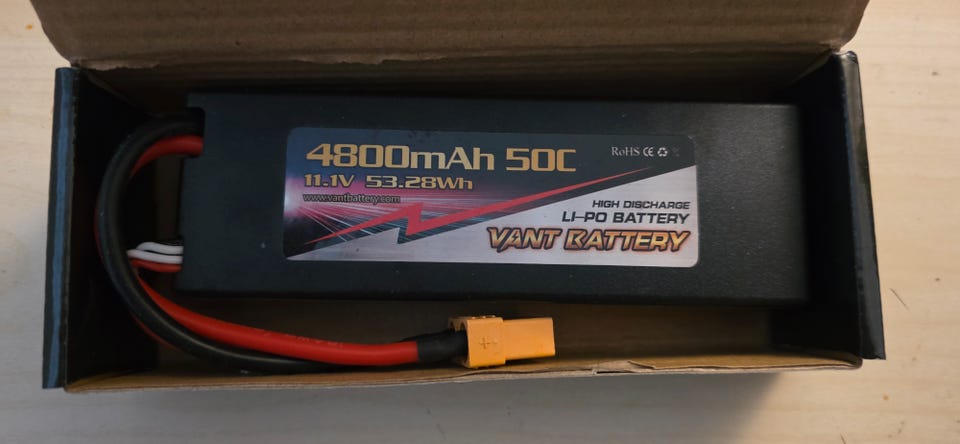 4800mAh 50C
RoHS CE
11.1V 53.28Wh
www.vantbattery.com
HIGH DISCHARGE
LI-PO BATTERY
VANT BATTERY
+